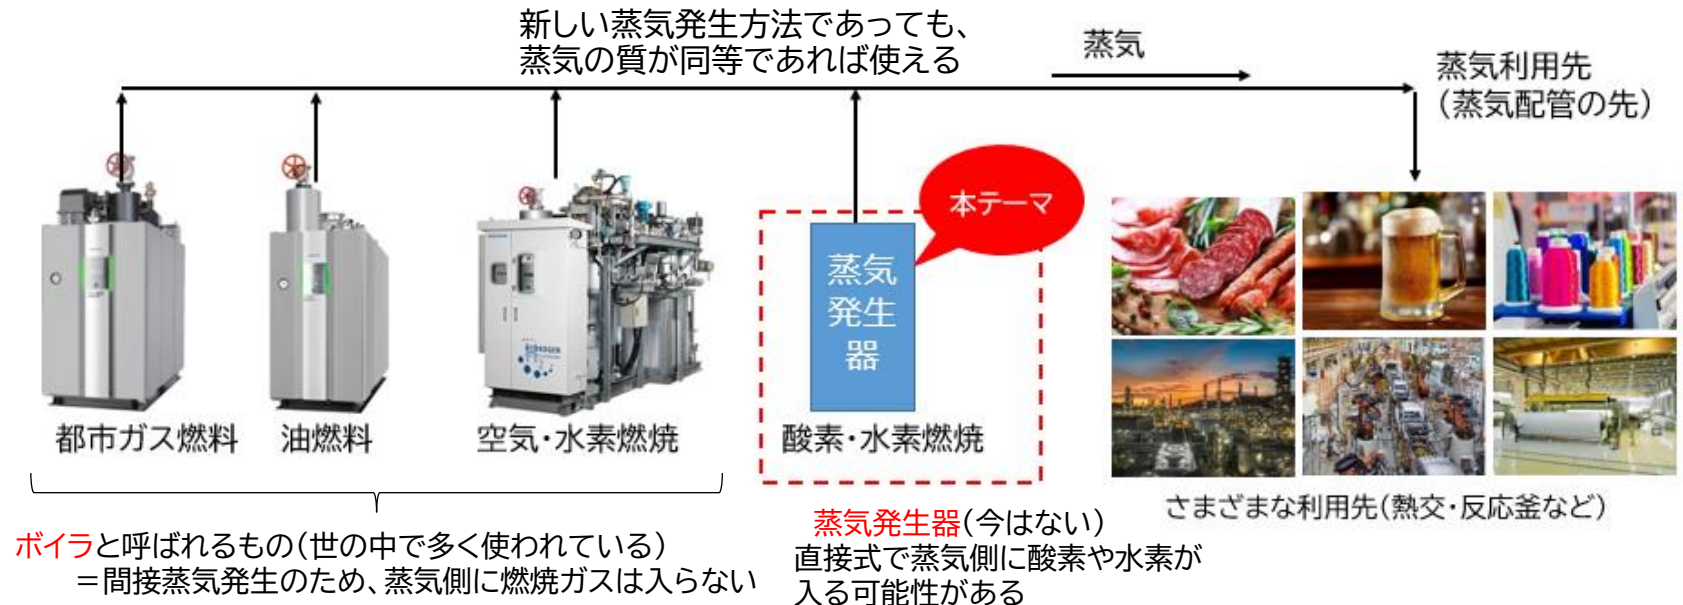 新しい蒸気発生方法であっても、
蒸気の質が同等であれば使える
蒸気
蒸気利用先
（蒸気配管の先）
本テーマ
蒸気
発生
器
都市ガス燃料
油燃料
空気・水素燃焼
酸素・水素燃焼
さまざまな利用先（熱交・反応釜など）
ボイラと呼ばれるもの（世の中で多く使われている）
＝間接蒸気発生のため、蒸気側に燃焼ガスは入らない
蒸気発生器（今はない）
直接式で蒸気側に酸素や水素が
入る可能性がある